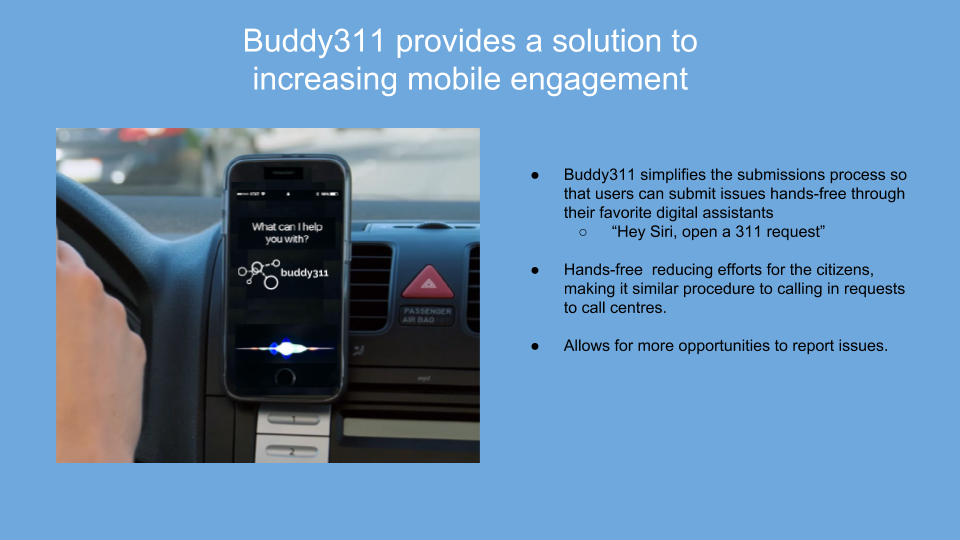 Buddy311 provides a solution to
increasing mobile engagement
What can I help
you with?
buddy311
PASSENGER
AIR BAG
1
2
● Buddy311 simplifies the submissions process so
that users can submit issues hands-free through
their favorite digital assistants
○ “Hey Siri, open a 311 request”
● Hands-free  reducing efforts for the citizens,
making it similar procedure to calling in requests
to call centres.
● Allows for more opportunities to report issues.